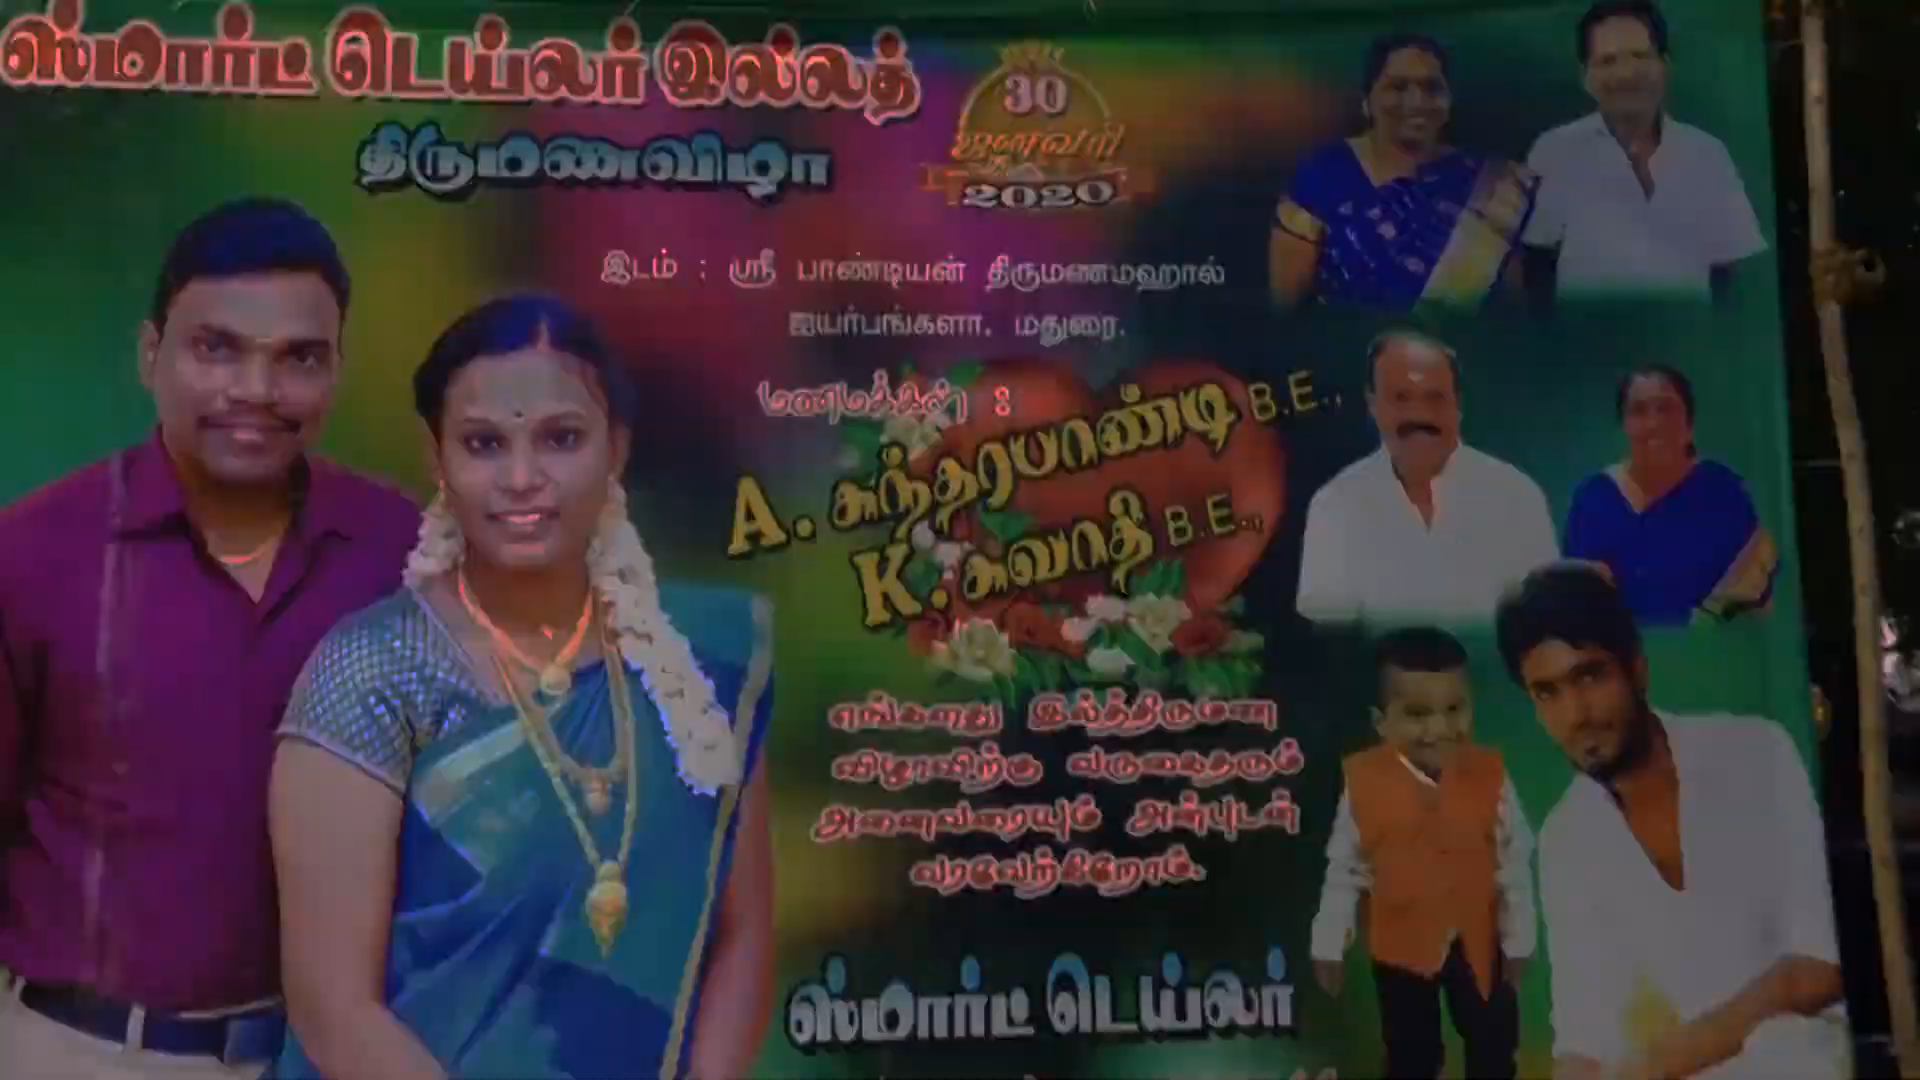 ஸ்மார்ட் டெய்லர் இல்லத்
திருமணவிழா
30
ஜனவரி
2020
இடம் : ஸ்ரீ பாண்டியன் திருமணமஹால்
ஐயர்பங்களா. மதுரை.
மணமக்கள் :
A. சுந்தரபாண்டி B.E.,
K. சுவாதி B.E.,
எங்களது இல்த்திருமண
விழாவிற்கு வருகைதரும்
அனைவரையும் அன்புடன்
வரவேற்கிறோம்.
ஸ்மார்ட் டெய்லர்